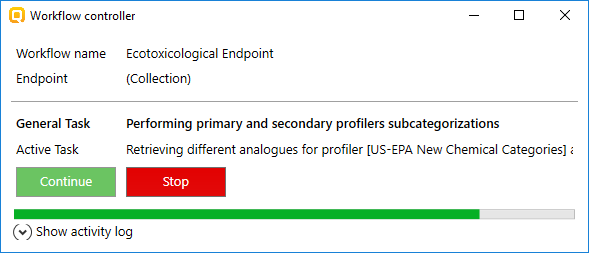 Workflow controller
Workflow name Ecotoxicological Endpoint
Endpoint (Collection)
General Task Performing primary and secondary profilers subcategorizations
Active Task Retrieving different analogues for profiler [US-EPA New Chemical Categories] a
Continue Stop
Show activity log